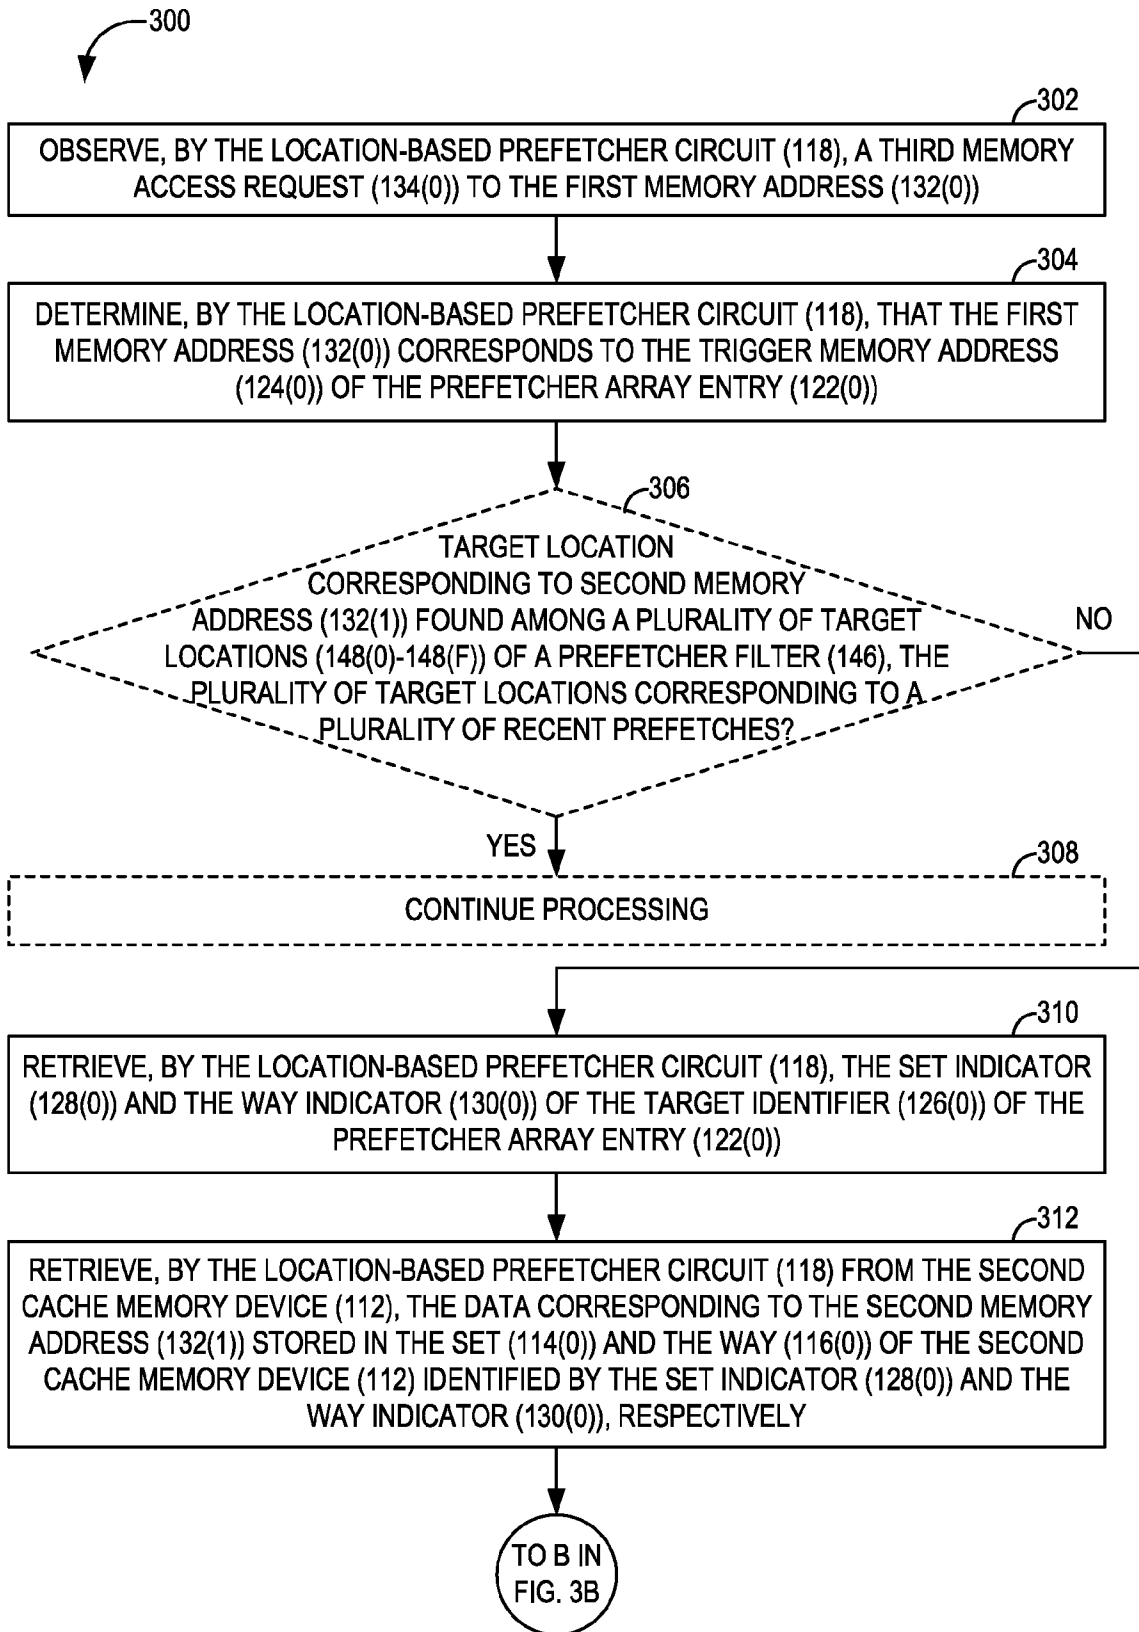 300
302
OBSERVE, BY THE LOCATION-BASED PREFETCHER CIRCUIT (118), A THIRD MEMORY
ACCESS REQUEST (134(0)) TO THE FIRST MEMORY ADDRESS (132(0))
304
DETERMINE, BY THE LOCATION-BASED PREFETCHER CIRCUIT (118), THAT THE FIRST
MEMORY ADDRESS (132(0)) CORRESPONDS TO THE TRIGGER MEMORY ADDRESS
(124(0)) OF THE PREFETCHER ARRAY ENTRY (122(0))
306
TARGET LOCATION
CORRESPONDING TO SECOND MEMORY
ADDRESS (132(1)) FOUND AMONG A PLURALITY OF TARGET
LOCATIONS (148(0)-148(F)) OF A PREFETCHER FILTER (146), THE
PLURALITY OF TARGET LOCATIONS CORRESPONDING TO A
PLURALITY OF RECENT PREFETCHES?
NO
YES
308
CONTINUE PROCESSING
310
RETRIEVE, BY THE LOCATION-BASED PREFETCHER CIRCUIT (118), THE SET INDICATOR
(128(0)) AND THE WAY INDICATOR (130(0)) OF THE TARGET IDENTIFIER (126(0)) OF THE
PREFETCHER ARRAY ENTRY (122(0))
312
RETRIEVE, BY THE LOCATION-BASED PREFETCHER CIRCUIT (118) FROM THE SECOND
CACHE MEMORY DEVICE (112), THE DATA CORRESPONDING TO THE SECOND MEMORY
ADDRESS (132(1)) STORED IN THE SET (114(0)) AND THE WAY (116(0)) OF THE SECOND
CACHE MEMORY DEVICE (112) IDENTIFIED BY THE SET INDICATOR (128(0)) AND THE
WAY INDICATOR (130(0)), RESPECTIVELY
TO B IN
FIG. 3B